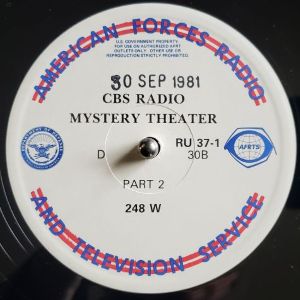 AMERICAN FORCES RADIO
U.S. GOVERNMENT PROPERTY.
FOR USE ON AUTHORIZED AFRT
OUTLETS ONLY. OTHER USE OR
REPRODUCTION STRICTLY PROHIBITED.
30 SEP 1981
CBS RADIO
MYSTERY THEATER
D
RU 37-1
30B
AFRTS
PART 2
248 W
AND TELEVISION SERVICE